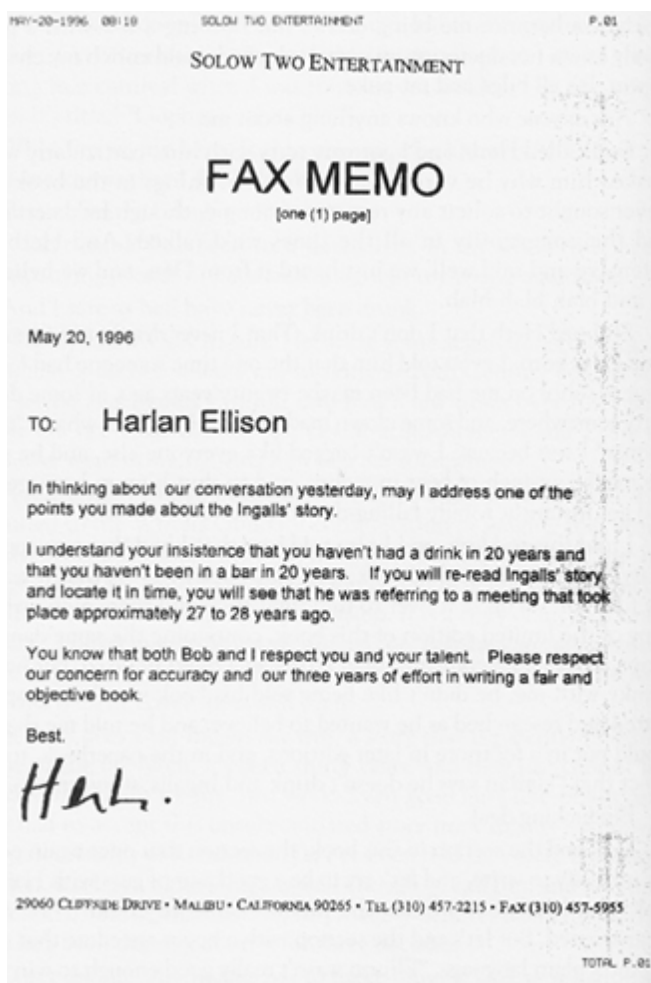 MAY-20-1996 08:18 SOLOW TWO ENTERTAINMENT P.01
SOLOW TWO ENTERTAINMENT
FAX MEMO
[one (1) page]
May 20, 1996
TO: Harlan Ellison
In thinking about our conversation yesterday, may I address one of the
points you made about the Ingalls' story.
I understand your insistence that you haven't had a drink in 20 years and
that you haven't been in a bar in 20 years. If you will re-read Ingalls' story,
and locate it in time, you will see that he was referring to a meeting that took
place approximately 27 to 28 years ago.
You know that both Bob and I respect you and your talent. Please respect
our concern for accuracy and our three years of effort in writing a fair and
objective book.
Best.
Herb.
29060 CLIFFSIDE DRIVE • MALIBU • CALIFORNIA 90265 • TEL (310) 457-2215 • FAX (310) 457-5955
TOTAL P.01